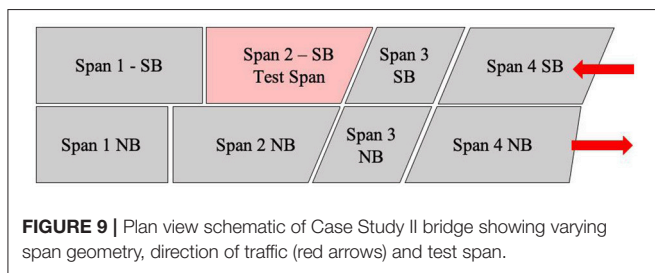 Span 1 - SB
Span 2 – SB
Test Span
Span 3
SB
Span 4 SB
Span 1 NB
Span 2 NB
Span 3
NB
Span 4 NB
FIGURE 9 | Plan view schematic of Case Study II bridge showing varying
span geometry, direction of traffic (red arrows) and test span.